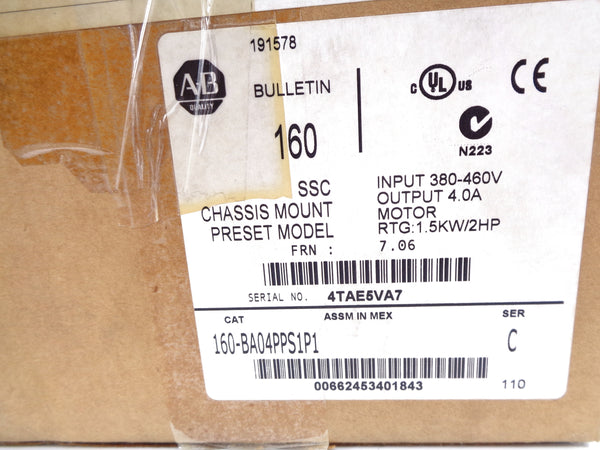 191578
A-B
QUALITY
BULLETIN
160
C UL US
CE
N223
SSC
CHASSIS MOUNT
PRESET MODEL
INPUT 380-460V
OUTPUT 4.0A
MOTOR
RTG:1.5KW/2HP
FRN : 7.06
SERIAL NO. 4TAE5VA7
CAT ASSM IN MEX SER
160-BA04PPS1P1 C
00662453401843 110